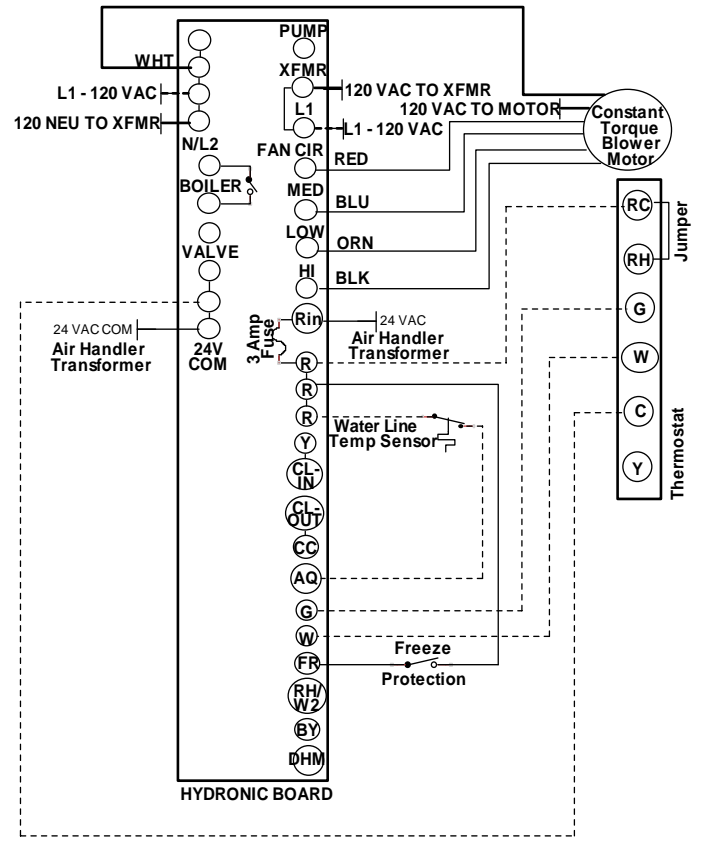 PUMP
WHT
XFMR
120 VAC TO XFMR
L1 - 120 VAC
120 VAC TO MOTOR
L1
L1 - 120 VAC
120 NEU TO XFMR
Constant
Torque
Blower
Motor
N/L2
FAN CIR
RED
BOILER
MED
BLU
LOW
ORN
VALVE
HI
BLK
RC
RH
Jumper
G
W
C
Y
Thermostat
24 VAC COM
Air Handler
Transformer
24V
COM
3 Amp
Fuse
Rin
24 VAC
Air Handler
Transformer
R
R
R
Water Line
Temp Sensor
Y
CL-
IN
CL-
OUT
CC
AQ
G
W
FR
Freeze
Protection
RH/
W2
BY
DHM
HYDRONIC BOARD